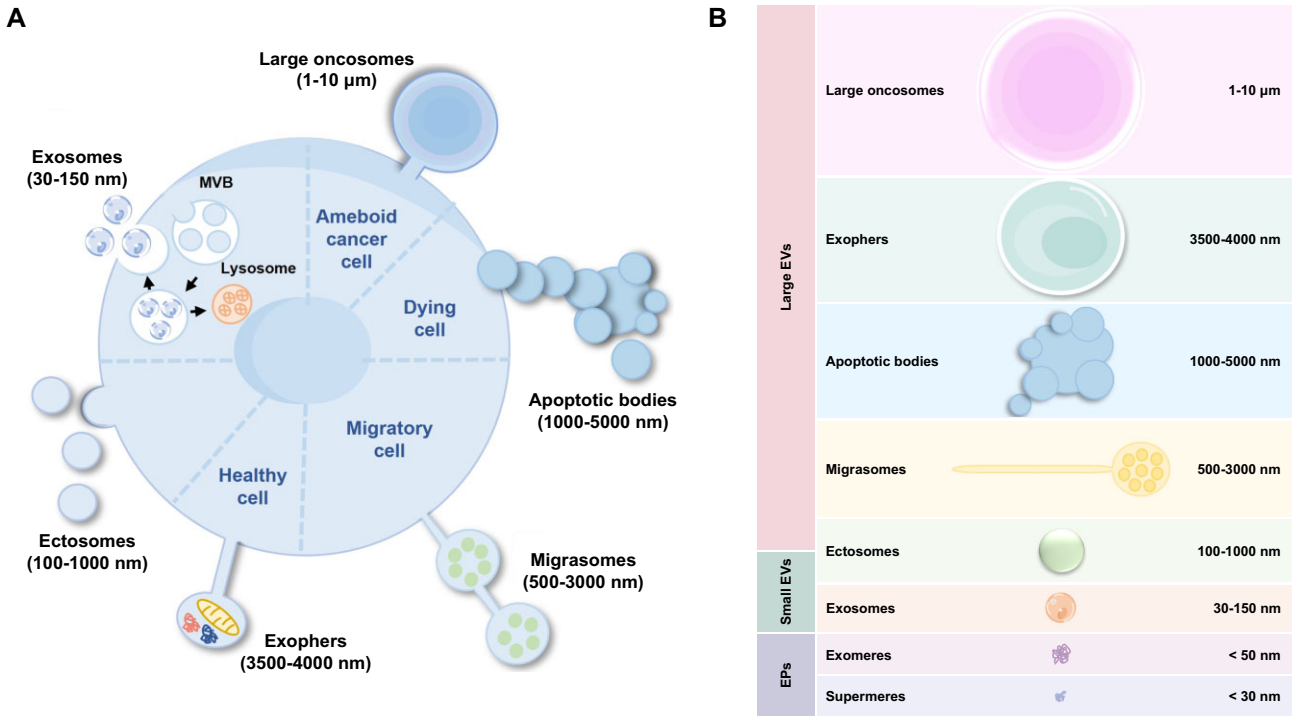 A
Large oncosomes
(1-10 µm)
Exosomes
(30-150 nm)
MVB
Lysosome
Ameboid
cancer
cell
Dying
cell
Apoptotic bodies
(1000-5000 nm)
Migratory
cell
Healthy
cell
Ectosomes
(100-1000 nm)
Migrasomes
(500-3000 nm)
Exophers
(3500-4000 nm)
B
Large EVs
Large oncosomes 1-10 µm
Exophers 3500-4000 nm
Apoptotic bodies 1000-5000 nm
Migrasomes 500-3000 nm
Ectosomes 100-1000 nm
Small EVs
Exosomes 30-150 nm
EPs
Exomeres < 50 nm
Supermeres < 30 nm